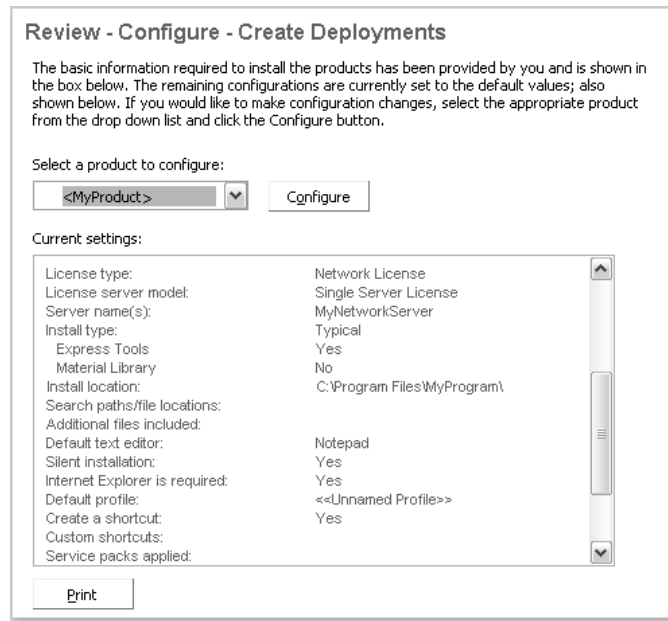 Review - Configure - Create Deployments
The basic information required to install the products has been provided by you and is shown in
the box below. The remaining configurations are currently set to the default values; also
shown below. If you would like to make configuration changes, select the appropriate product
from the drop down list and click the Configure button.
Select a product to configure:
<MyProduct> Configure
Current settings:
License type: Network License
License server model: Single Server License
Server name(s): MyNetworkServer
Install type: Typical
Express Tools Yes
Material Library No
Install location: C:\Program Files\MyProgram\
Search paths/file locations:
Additional files included:
Default text editor: Notepad
Silent installation: Yes
Internet Explorer is required: Yes
Default profile: <<Unnamed Profile>>
Create a shortcut: Yes
Custom shortcuts:
Service packs applied:
Print